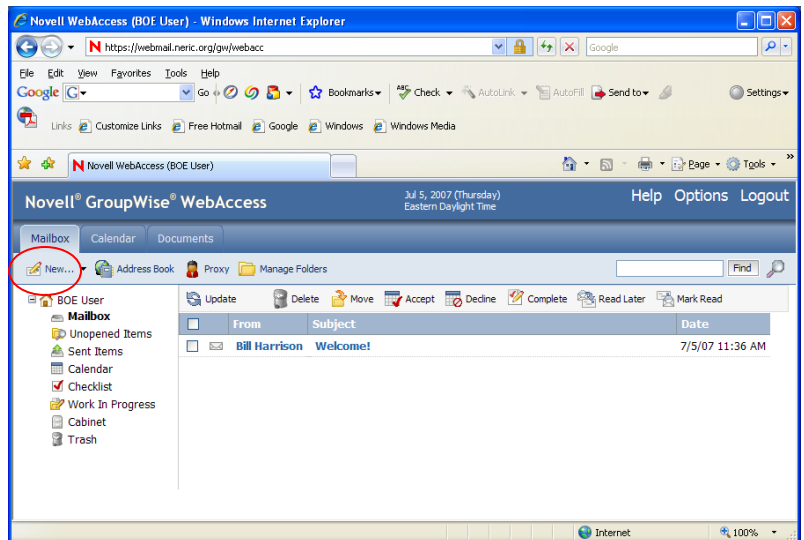 Novell WebAccess (BOE User) - Windows Internet Explorer
N https://webmail.neric.org/gw/webacc Google
File Edit View Favorites Tools Help
Google G Go Bookmarks ABC Check AutoLink AutoFill Send to Settings
Links Customize Links Free Hotmail Google Windows Windows Media
N Novell WebAccess (BOE User) Page Tools »
Novell® GroupWise® WebAccess Jul 5, 2007 (Thursday) Help Options Logout
Eastern Daylight Time
Mailbox Calendar Documents
New... Address Book Proxy Manage Folders Find
BOE User Update Delete Move Accept Decline Complete Read Later Mark Read
Mailbox
From Subject Date
Unopened Items
Bill Harrison Welcome! 7/5/07 11:36 AM
Sent Items
Calendar
Checklist
Work In Progress
Cabinet
Trash
Internet 100%